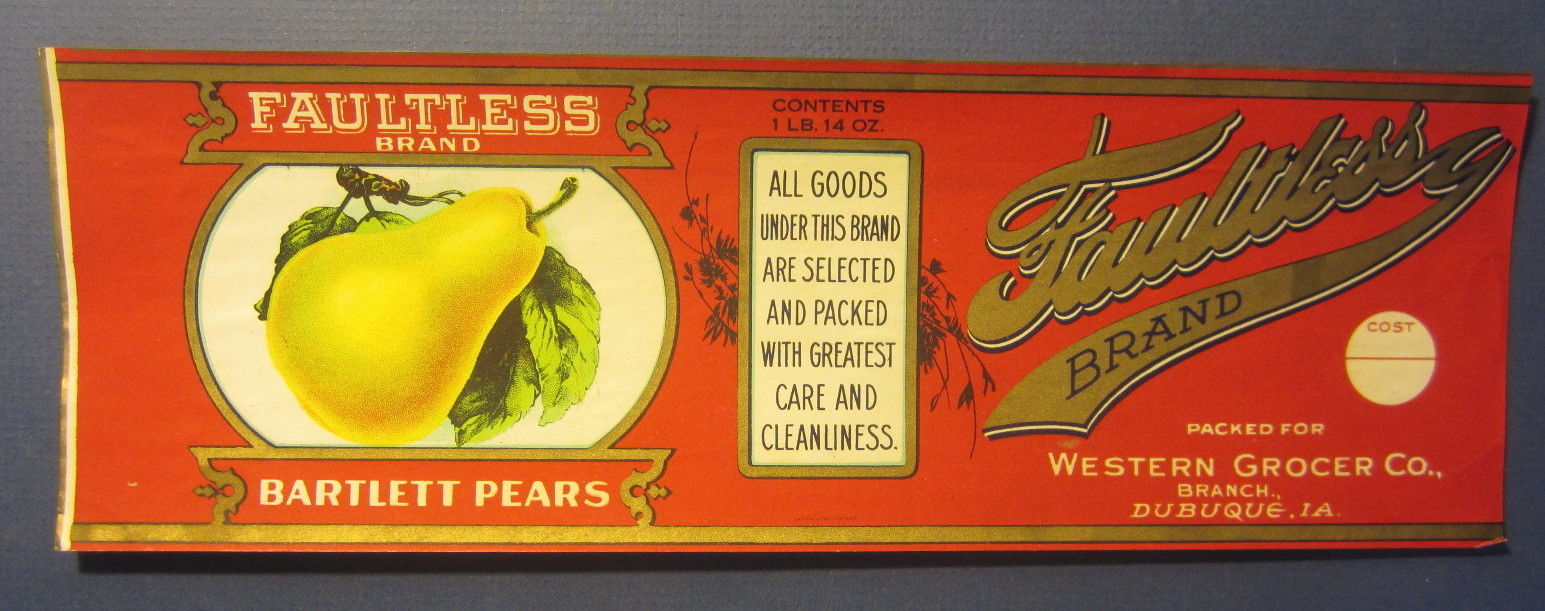 FAULTLESS
BRAND
BARTLETT PEARS
CONTENTS
1 LB. 14 OZ.
ALL GOODS
UNDER THIS BRAND
ARE SELECTED
AND PACKED
WITH GREATEST
CARE AND
CLEANLINESS.
Faultless
BRAND
COST
PACKED FOR
WESTERN GROCER CO.,
BRANCH.,
DUBUQUE, IA.